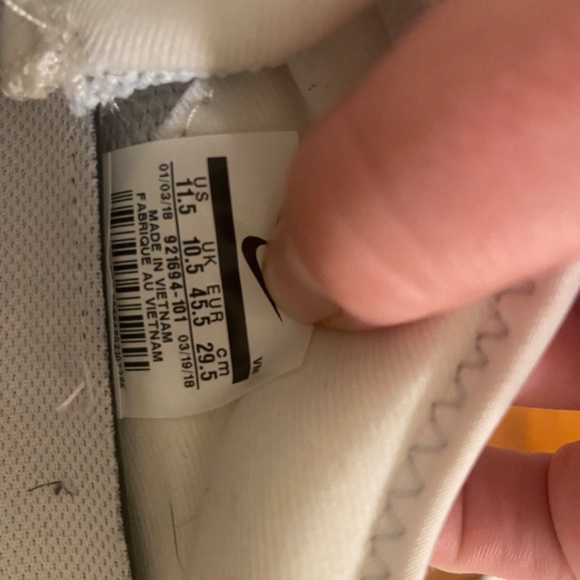 US UK EUR cm
11.5 10.5 45.5 29.5
01/03/18 921694-101 03/19/18
MADE IN VIETNAM
FABRIQUE AU VIETNAM